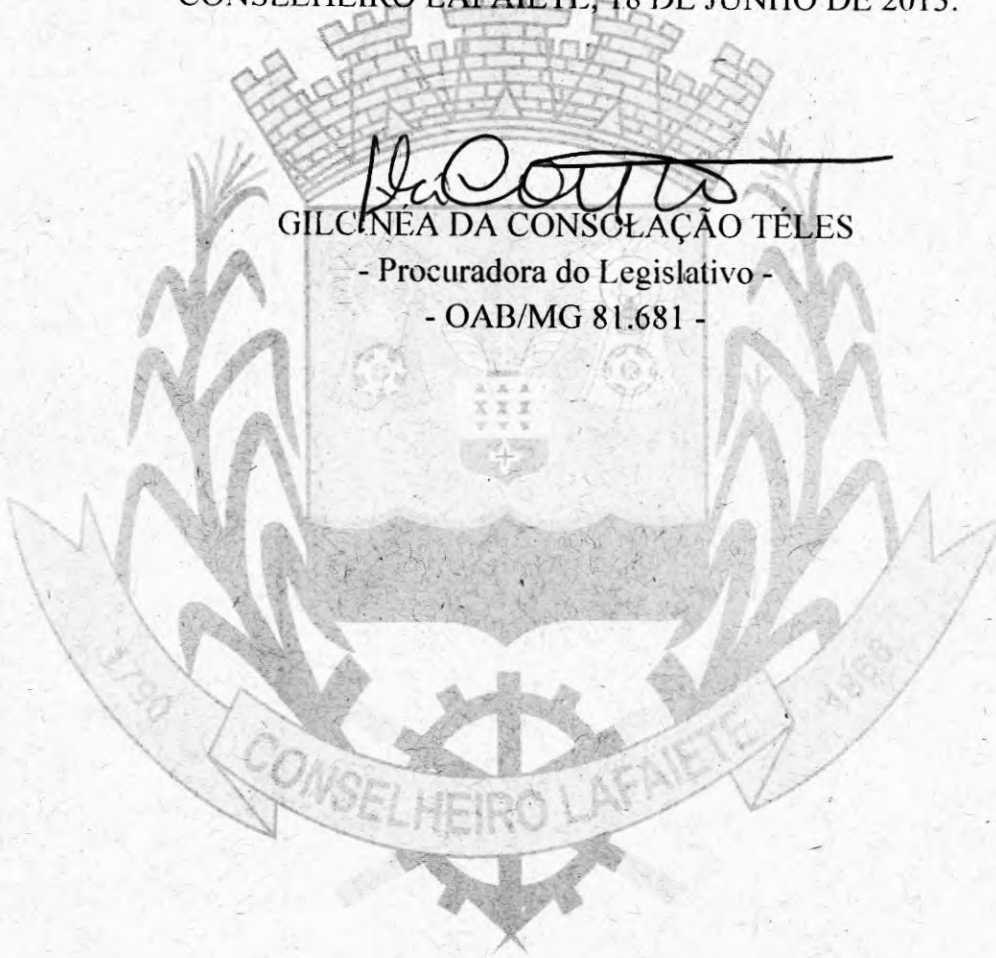 CONSELHEIRO LAFAIETE, 18 DE JUNHO DE 2013.
GILCINÉA DA CONSOLAÇÃO TÉLES
- Procuradora do Legislativo -
- OAB/MG 81.681 -
1790
1866
CONSELHEIRO LAFAIETE